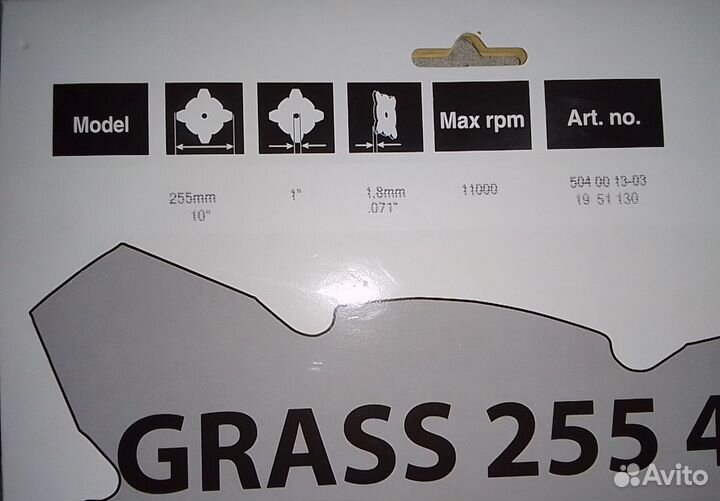 Model Max rpm Art. no.
255mm 1" 1,8mm 11000 504 00 13-03
10" .071" 19 51 130
GRASS 255 4
Avito